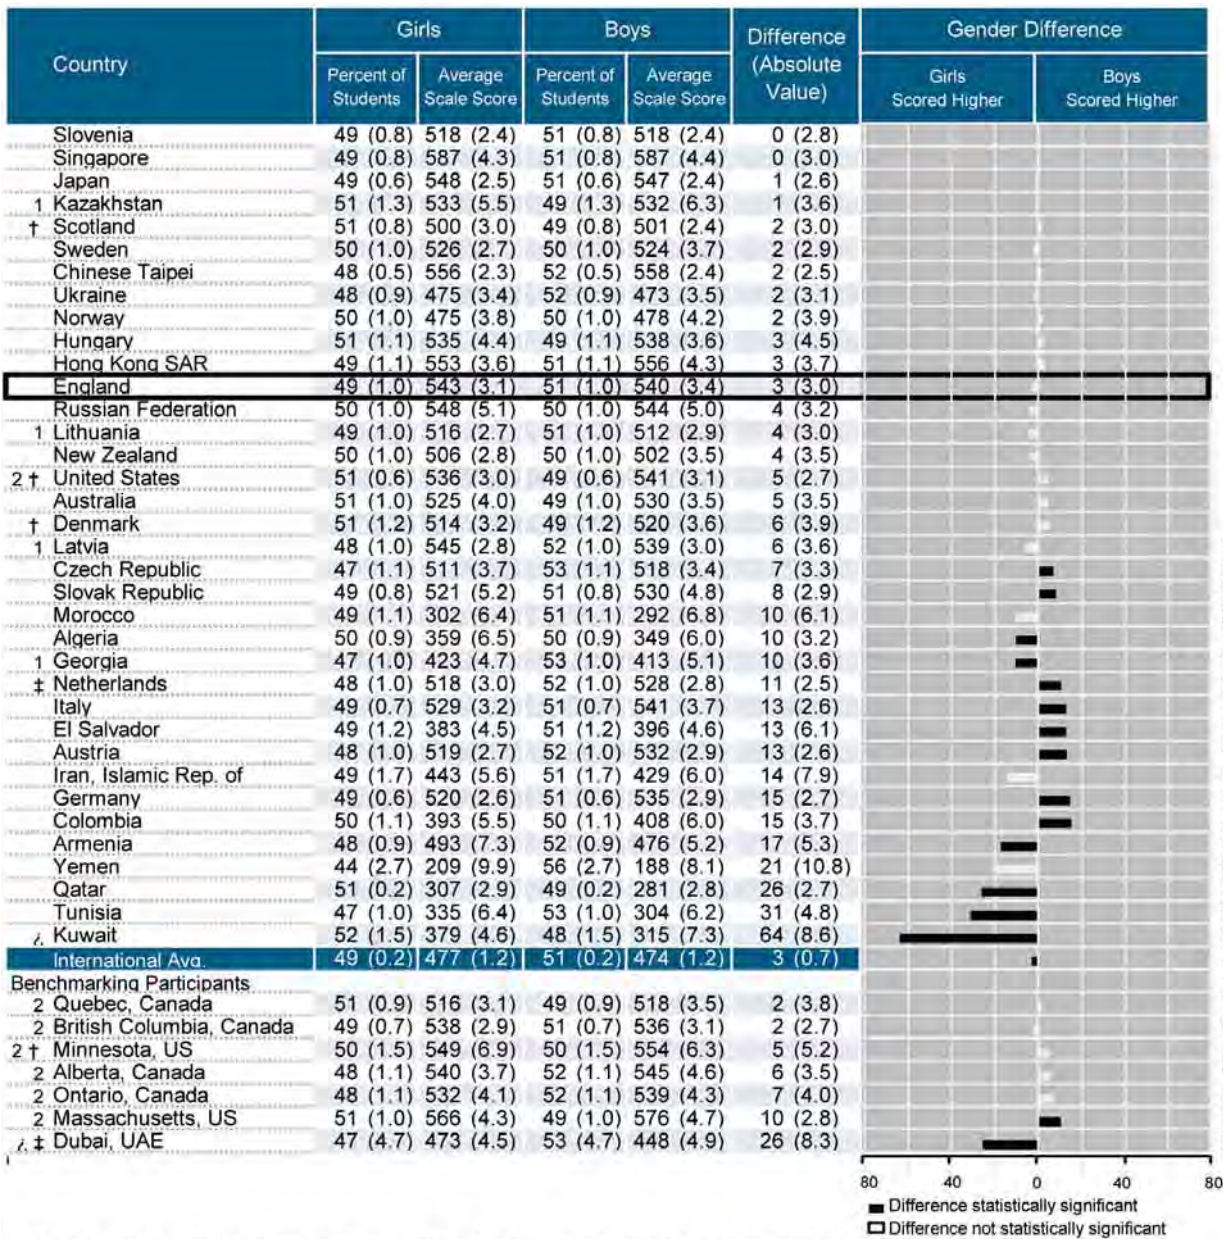 Country Girls Boys Difference (Absolute Value) Gender Difference
Percent of Students Average Scale Score Percent of Students Average Scale Score Girls Scored Higher Boys Scored Higher
Slovenia 49 (0.8) 518 (2.4) 51 (0.8) 518 (2.4) 0 (2.8)
Singapore 49 (0.8) 587 (4.3) 51 (0.8) 587 (4.4) 0 (3.0)
Japan 49 (0.6) 548 (2.5) 51 (0.6) 547 (2.4) 1 (2.6)
1 Kazakhstan 51 (1.3) 533 (5.5) 49 (1.3) 532 (6.3) 1 (3.6)
† Scotland 51 (0.8) 500 (3.0) 49 (0.8) 501 (2.4) 2 (3.0)
Sweden 50 (1.0) 526 (2.7) 50 (1.0) 524 (3.7) 2 (2.9)
Chinese Taipei 48 (0.5) 556 (2.3) 52 (0.5) 558 (2.4) 2 (2.5)
Ukraine 48 (0.9) 475 (3.4) 52 (0.9) 473 (3.5) 2 (3.1)
Norway 50 (1.0) 475 (3.8) 50 (1.0) 478 (4.2) 2 (3.9)
Hungary 51 (1.1) 535 (4.4) 49 (1.1) 538 (3.6) 3 (4.5)
Hong Kong SAR 49 (1.1) 553 (3.6) 51 (1.1) 556 (4.3) 3 (3.7)
England 49 (1.0) 543 (3.1) 51 (1.0) 540 (3.4) 3 (3.0)
Russian Federation 50 (1.0) 548 (5.1) 50 (1.0) 544 (5.0) 4 (3.2)
1 Lithuania 49 (1.0) 516 (2.7) 51 (1.0) 512 (2.9) 4 (3.0)
New Zealand 50 (1.0) 506 (2.8) 50 (1.0) 502 (3.5) 4 (3.5)
2 † United States 51 (0.6) 536 (3.0) 49 (0.6) 541 (3.1) 5 (2.7)
Australia 51 (1.0) 525 (4.0) 49 (1.0) 530 (3.5) 5 (3.5)
† Denmark 51 (1.2) 514 (3.2) 49 (1.2) 520 (3.6) 6 (3.9)
1 Latvia 48 (1.0) 545 (2.8) 52 (1.0) 539 (3.0) 6 (3.6)
Czech Republic 47 (1.1) 511 (3.7) 53 (1.1) 518 (3.4) 7 (3.3)
Slovak Republic 49 (0.8) 521 (5.2) 51 (0.8) 530 (4.8) 8 (2.9)
Morocco 49 (1.1) 302 (6.4) 51 (1.1) 292 (6.8) 10 (6.1)
Algeria 50 (0.9) 359 (6.5) 50 (0.9) 349 (6.0) 10 (3.2)
1 Georgia 47 (1.0) 423 (4.7) 53 (1.0) 413 (5.1) 10 (3.6)
‡ Netherlands 48 (1.0) 518 (3.0) 52 (1.0) 528 (2.8) 11 (2.5)
Italy 49 (0.7) 529 (3.2) 51 (0.7) 541 (3.7) 13 (2.6)
El Salvador 49 (1.2) 383 (4.5) 51 (1.2) 396 (4.6) 13 (6.1)
Austria 48 (1.0) 519 (2.7) 52 (1.0) 532 (2.9) 13 (2.6)
Iran, Islamic Rep. of 49 (1.7) 443 (5.6) 51 (1.7) 429 (6.0) 14 (7.9)
Germany 49 (0.6) 520 (2.6) 51 (0.6) 535 (2.9) 15 (2.7)
Colombia 50 (1.1) 393 (5.5) 50 (1.1) 408 (6.0) 15 (3.7)
Armenia 48 (0.9) 493 (7.3) 52 (0.9) 476 (5.2) 17 (5.3)
Yemen 44 (2.7) 209 (9.9) 56 (2.7) 188 (8.1) 21 (10.8)
Qatar 51 (0.2) 307 (2.9) 49 (0.2) 281 (2.8) 26 (2.7)
Tunisia 47 (1.0) 335 (6.4) 53 (1.0) 304 (6.2) 31 (4.8)
¿ Kuwait 52 (1.5) 379 (4.6) 48 (1.5) 315 (7.3) 64 (8.6)
International Avg. 49 (0.2) 477 (1.2) 51 (0.2) 474 (1.2) 3 (0.7)
Benchmarking Participants
2 Quebec, Canada 51 (0.9) 516 (3.1) 49 (0.9) 518 (3.5) 2 (3.8)
2 British Columbia, Canada 49 (0.7) 538 (2.9) 51 (0.7) 536 (3.1) 2 (2.7)
2 † Minnesota, US 50 (1.5) 549 (6.9) 50 (1.5) 554 (6.3) 5 (5.2)
2 Alberta, Canada 48 (1.1) 540 (3.7) 52 (1.1) 545 (4.6) 6 (3.5)
2 Ontario, Canada 48 (1.1) 532 (4.1) 52 (1.1) 539 (4.3) 7 (4.0)
2 Massachusetts, US 51 (1.0) 566 (4.3) 49 (1.0) 576 (4.7) 10 (2.8)
¿ ‡ Dubai, UAE 47 (4.7) 473 (4.5) 53 (4.7) 448 (4.9) 26 (8.3)
80 40 0 40 80
Difference statistically significant
Difference not statistically significant